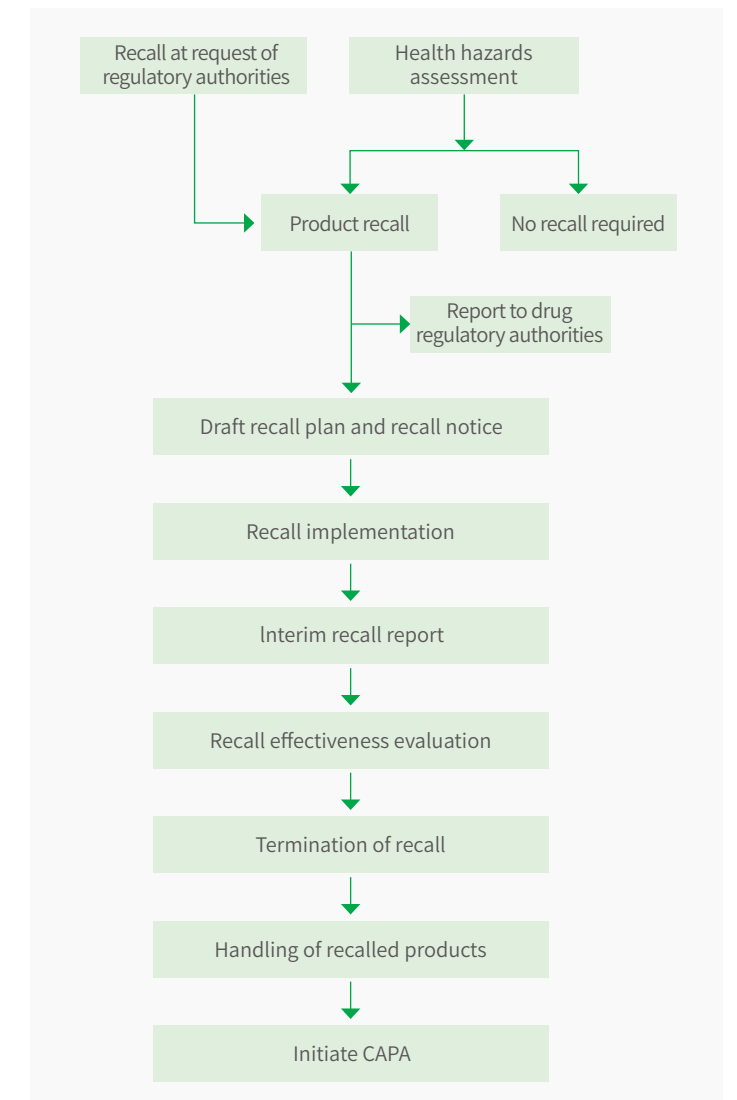 Recall at request of
regulatory authorities
Health hazards
assessment
Product recall
No recall required
Report to drug
regulatory authorities
Draft recall plan and recall notice
Recall implementation
Interim recall report
Recall effectiveness evaluation
Termination of recall
Handling of recalled products
Initiate CAPA